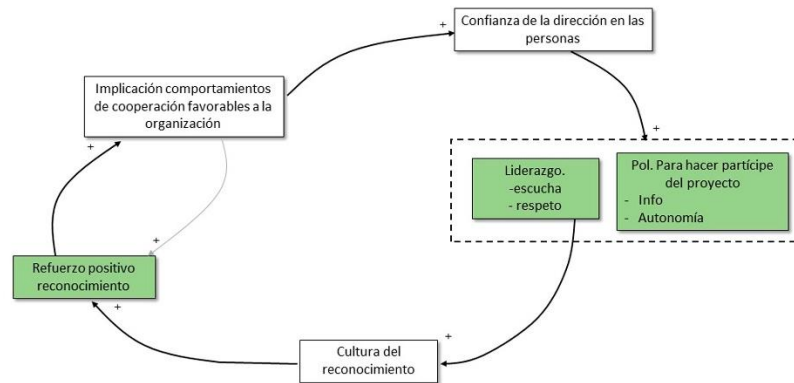 +
Confianza de la dirección en las
personas
Implicación comportamientos
de cooperación favorables a la
organización
+
+
Liderazgo.
-escucha
- respeto
Pol. Para hacer partícipe
del proyecto
- Info
- Autonomía
+
Refuerzo positivo
reconocimiento
+
+
Cultura del
reconocimiento